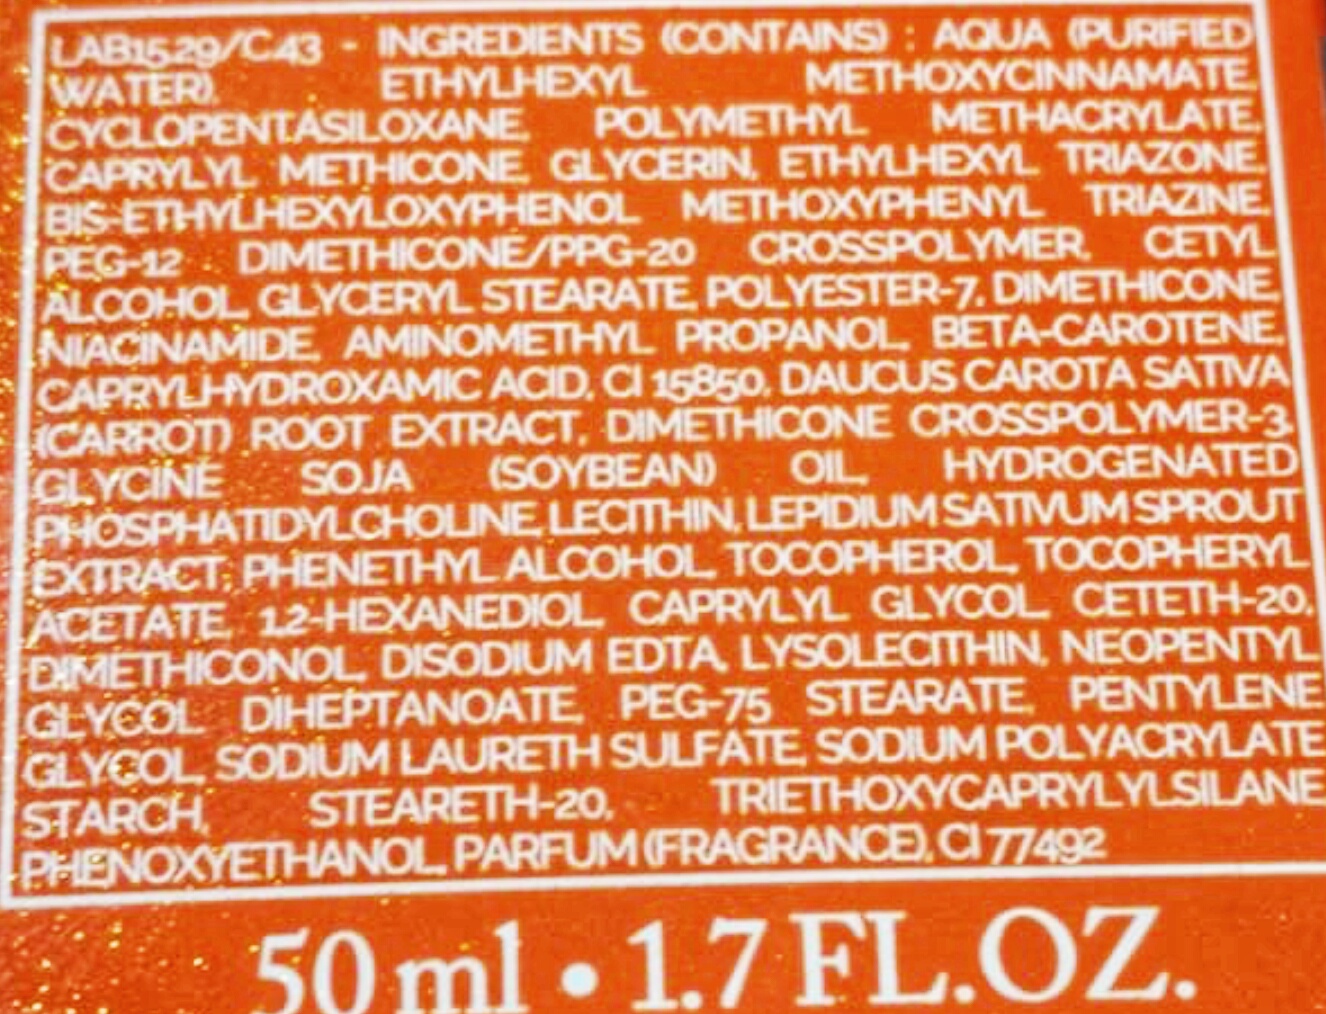 LAB1529/C.43 - INGREDIENTS (CONTAINS) : AQUA (PURIFIED
WATER), ETHYLHEXYL METHOXYCINNAMATE,
CYCLOPENTASILOXANE, POLYMETHYL METHACRYLATE,
CAPRYLYL METHICONE, GLYCERIN, ETHYLHEXYL TRIAZONE,
BIS-ETHYLHEXYLOXYPHENOL METHOXYPHENYL TRIAZINE,
PEG-12 DIMETHICONE/PPG-20 CROSSPOLYMER, CETYL
ALCOHOL, GLYCERYL STEARATE, POLYESTER-7, DIMETHICONE,
NIACINAMIDE, AMINOMETHYL PROPANOL, BETA-CAROTENE,
CAPRYLHYDROXAMIC ACID, CI 15850, DAUCUS CAROTA SATIVA
(CARROT) ROOT EXTRACT, DIMETHICONE CROSSPOLYMER-3,
GLYCINE SOJA (SOYBEAN) OIL, HYDROGENATED
PHOSPHATIDYLCHOLINE, LECITHIN, LEPIDIUM SATIVUM SPROUT
EXTRACT, PHENETHYL ALCOHOL, TOCOPHEROL, TOCOPHERYL
ACETATE, 1,2-HEXANEDIOL, CAPRYLYL GLYCOL, CETETH-20,
DIMETHICONOL, DISODIUM EDTA, LYSOLECITHIN, NEOPENTYL
GLYCOL DIHEPTANOATE, PEG-75 STEARATE, PENTYLENE
GLYCOL, SODIUM LAURETH SULFATE, SODIUM POLYACRYLATE
STARCH, STEARETH-20, TRIETHOXYCAPRYLYLSILANE
PHENOXYETHANOL, PARFUM (FRAGRANCE), CI 77492
50 ml • 1.7 FL.OZ.